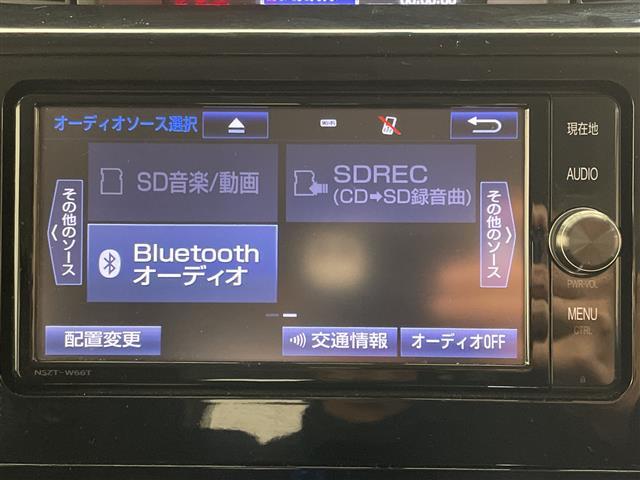 オーディオソース選択
Wi-Fi
現在地
SD音楽/動画
SDREC
(CD➡SD録音曲)
AUDIO
その他のソース
Bluetooth
オーディオ
その他のソース
PWR·VOL
配置変更
交通情報
オーディオOFF
MENU
CTRL
NSZT-W66T